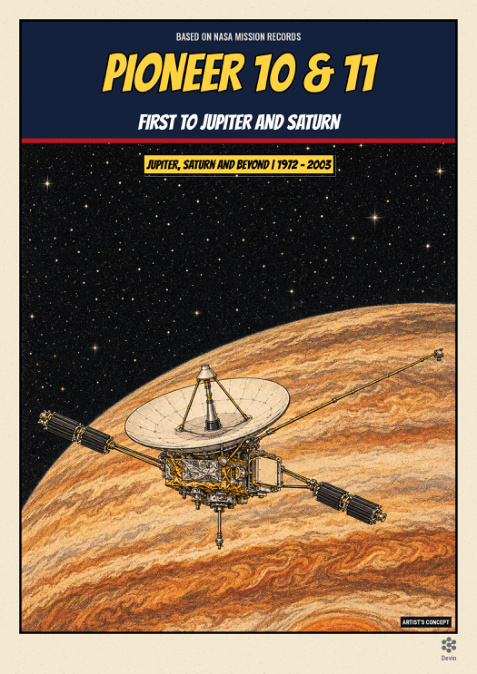 BASED ON NASA MISSION RECORDS
PIONEER 10 & 11
FIRST TO JUPITER AND SATURN
JUPITER, SATURN AND BEYOND | 1972 - 2003
ARTIST'S CONCEPT
Devin